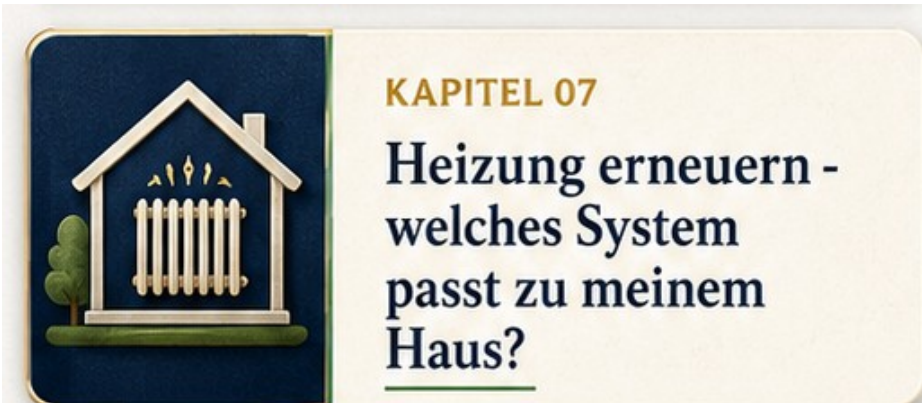 KAPITEL 07
Heizung erneuern -
welches System
passt zu meinem
Haus?